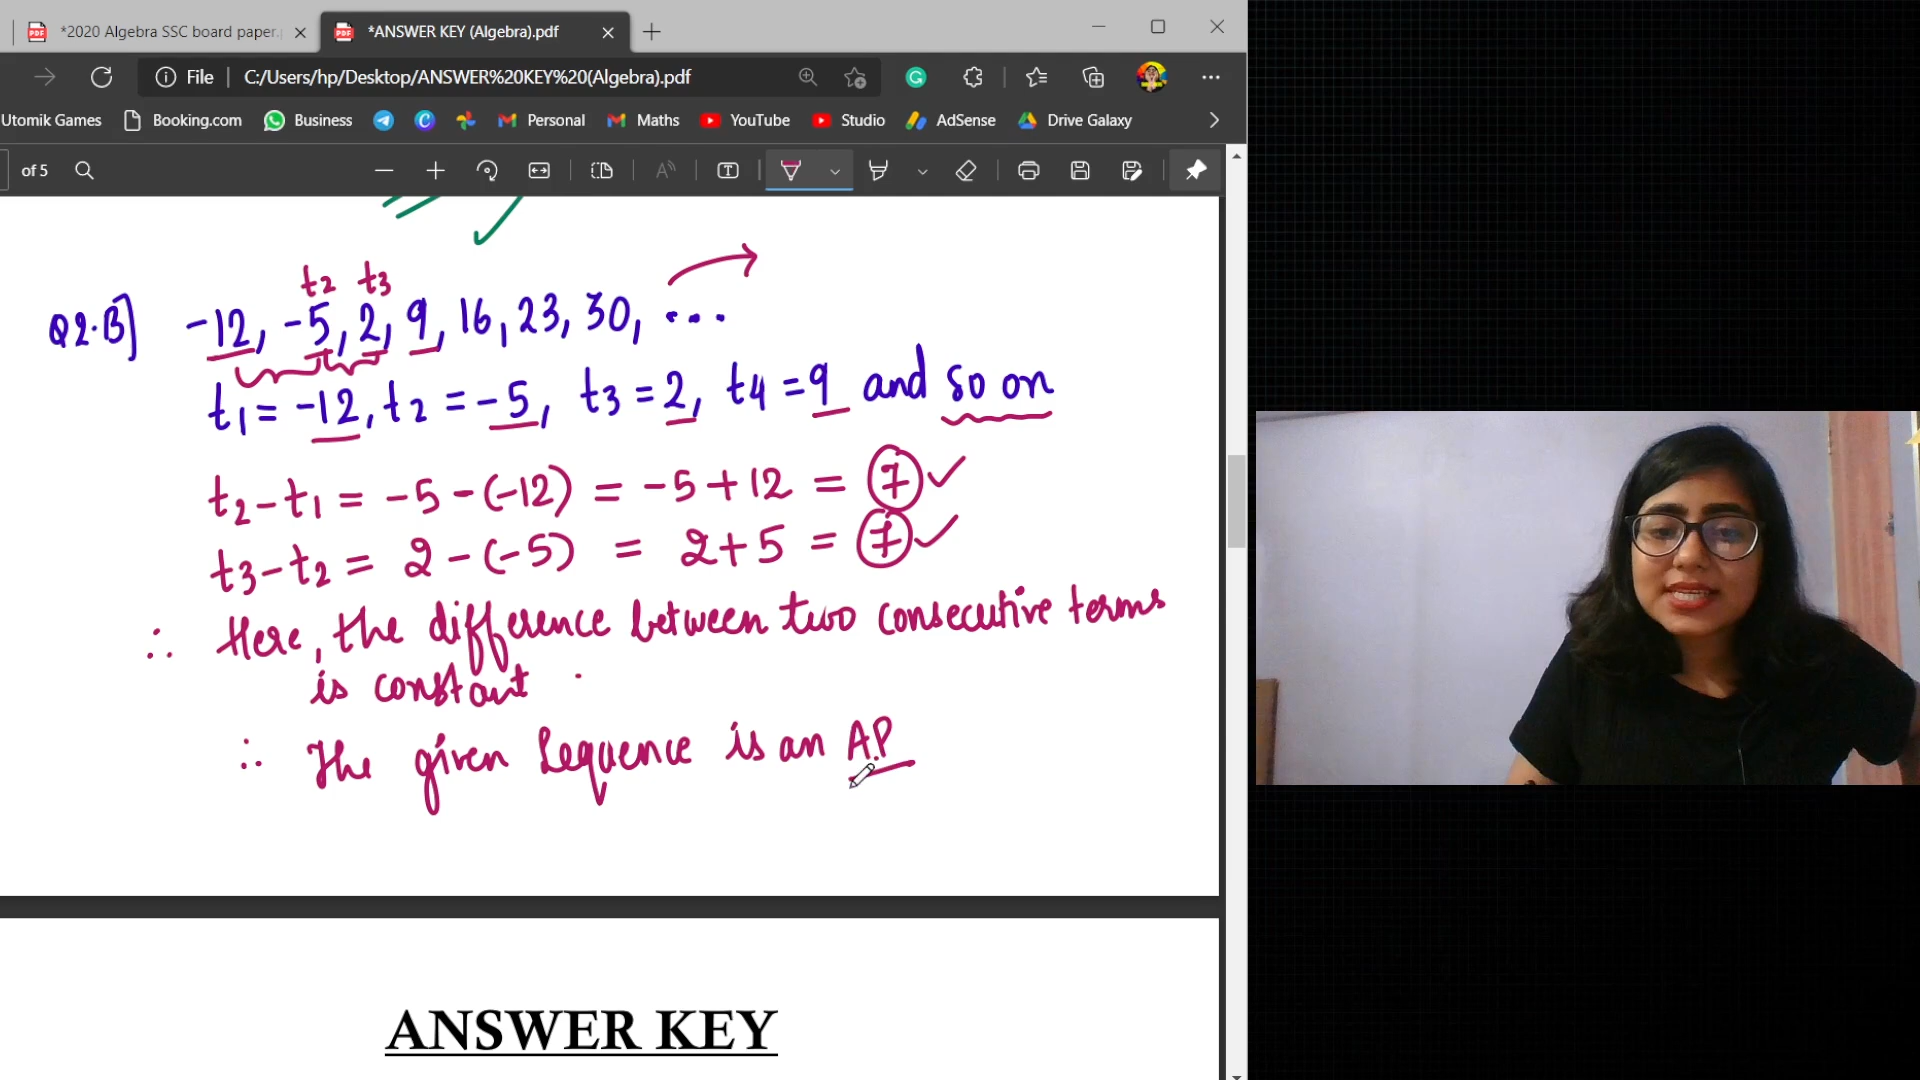 *2020 Algebra SSC board paper.
*ANSWER KEY (Algebra).pdf
File
C:/Users/hp/Desktop/ANSWER%20KEY%20(Algebra).pdf
Utomik Games Booking.com Business Personal Maths YouTube Studio AdSense Drive Galaxy
of 5
t2 t3
Q2.B] -12, -5, 2, 9, 16, 23, 30, ...
t1 = -12, t2 = -5, t3 = 2, t4 = 9 and so on
t2 - t1 = -5 - (-12) = -5 + 12 = 7 ✓
t3 - t2 = 2 - (-5) = 2 + 5 = 7 ✓
∴ Here, the difference between two consecutive terms
is constant.
∴ The given Sequence is an A.P
ANSWER KEY